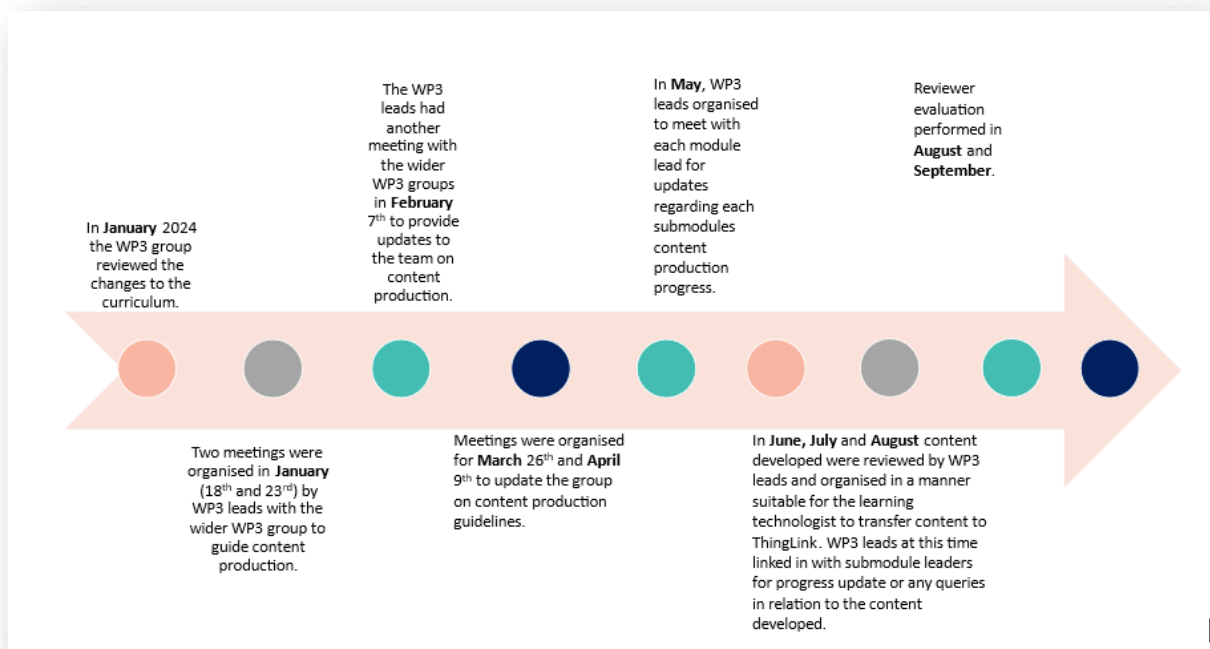 In January 2024
the WP3 group
reviewed the
changes to the
curriculum.
Two meetings were
organised in January
(18th and 23rd) by
WP3 leads with the
wider WP3 group to
guide content
production.
The WP3
leads had
another
meeting with
the wider
WP3 groups
in February
7th to provide
updates to
the team on
content
production.
Meetings were organised
for March 26th and April
9th to update the group
on content production
guidelines.
In May, WP3
leads organised
to meet with
each module
lead for
updates
regarding each
submodules
content
production
progress.
In June, July and August content
developed were reviewed by WP3
leads and organised in a manner
suitable for the learning
technologist to transfer content to
ThingLink. WP3 leads at this time
linked in with submodule leaders
for progress update or any queries
in relation to the content
developed.
Reviewer
evaluation
performed in
August and
September.